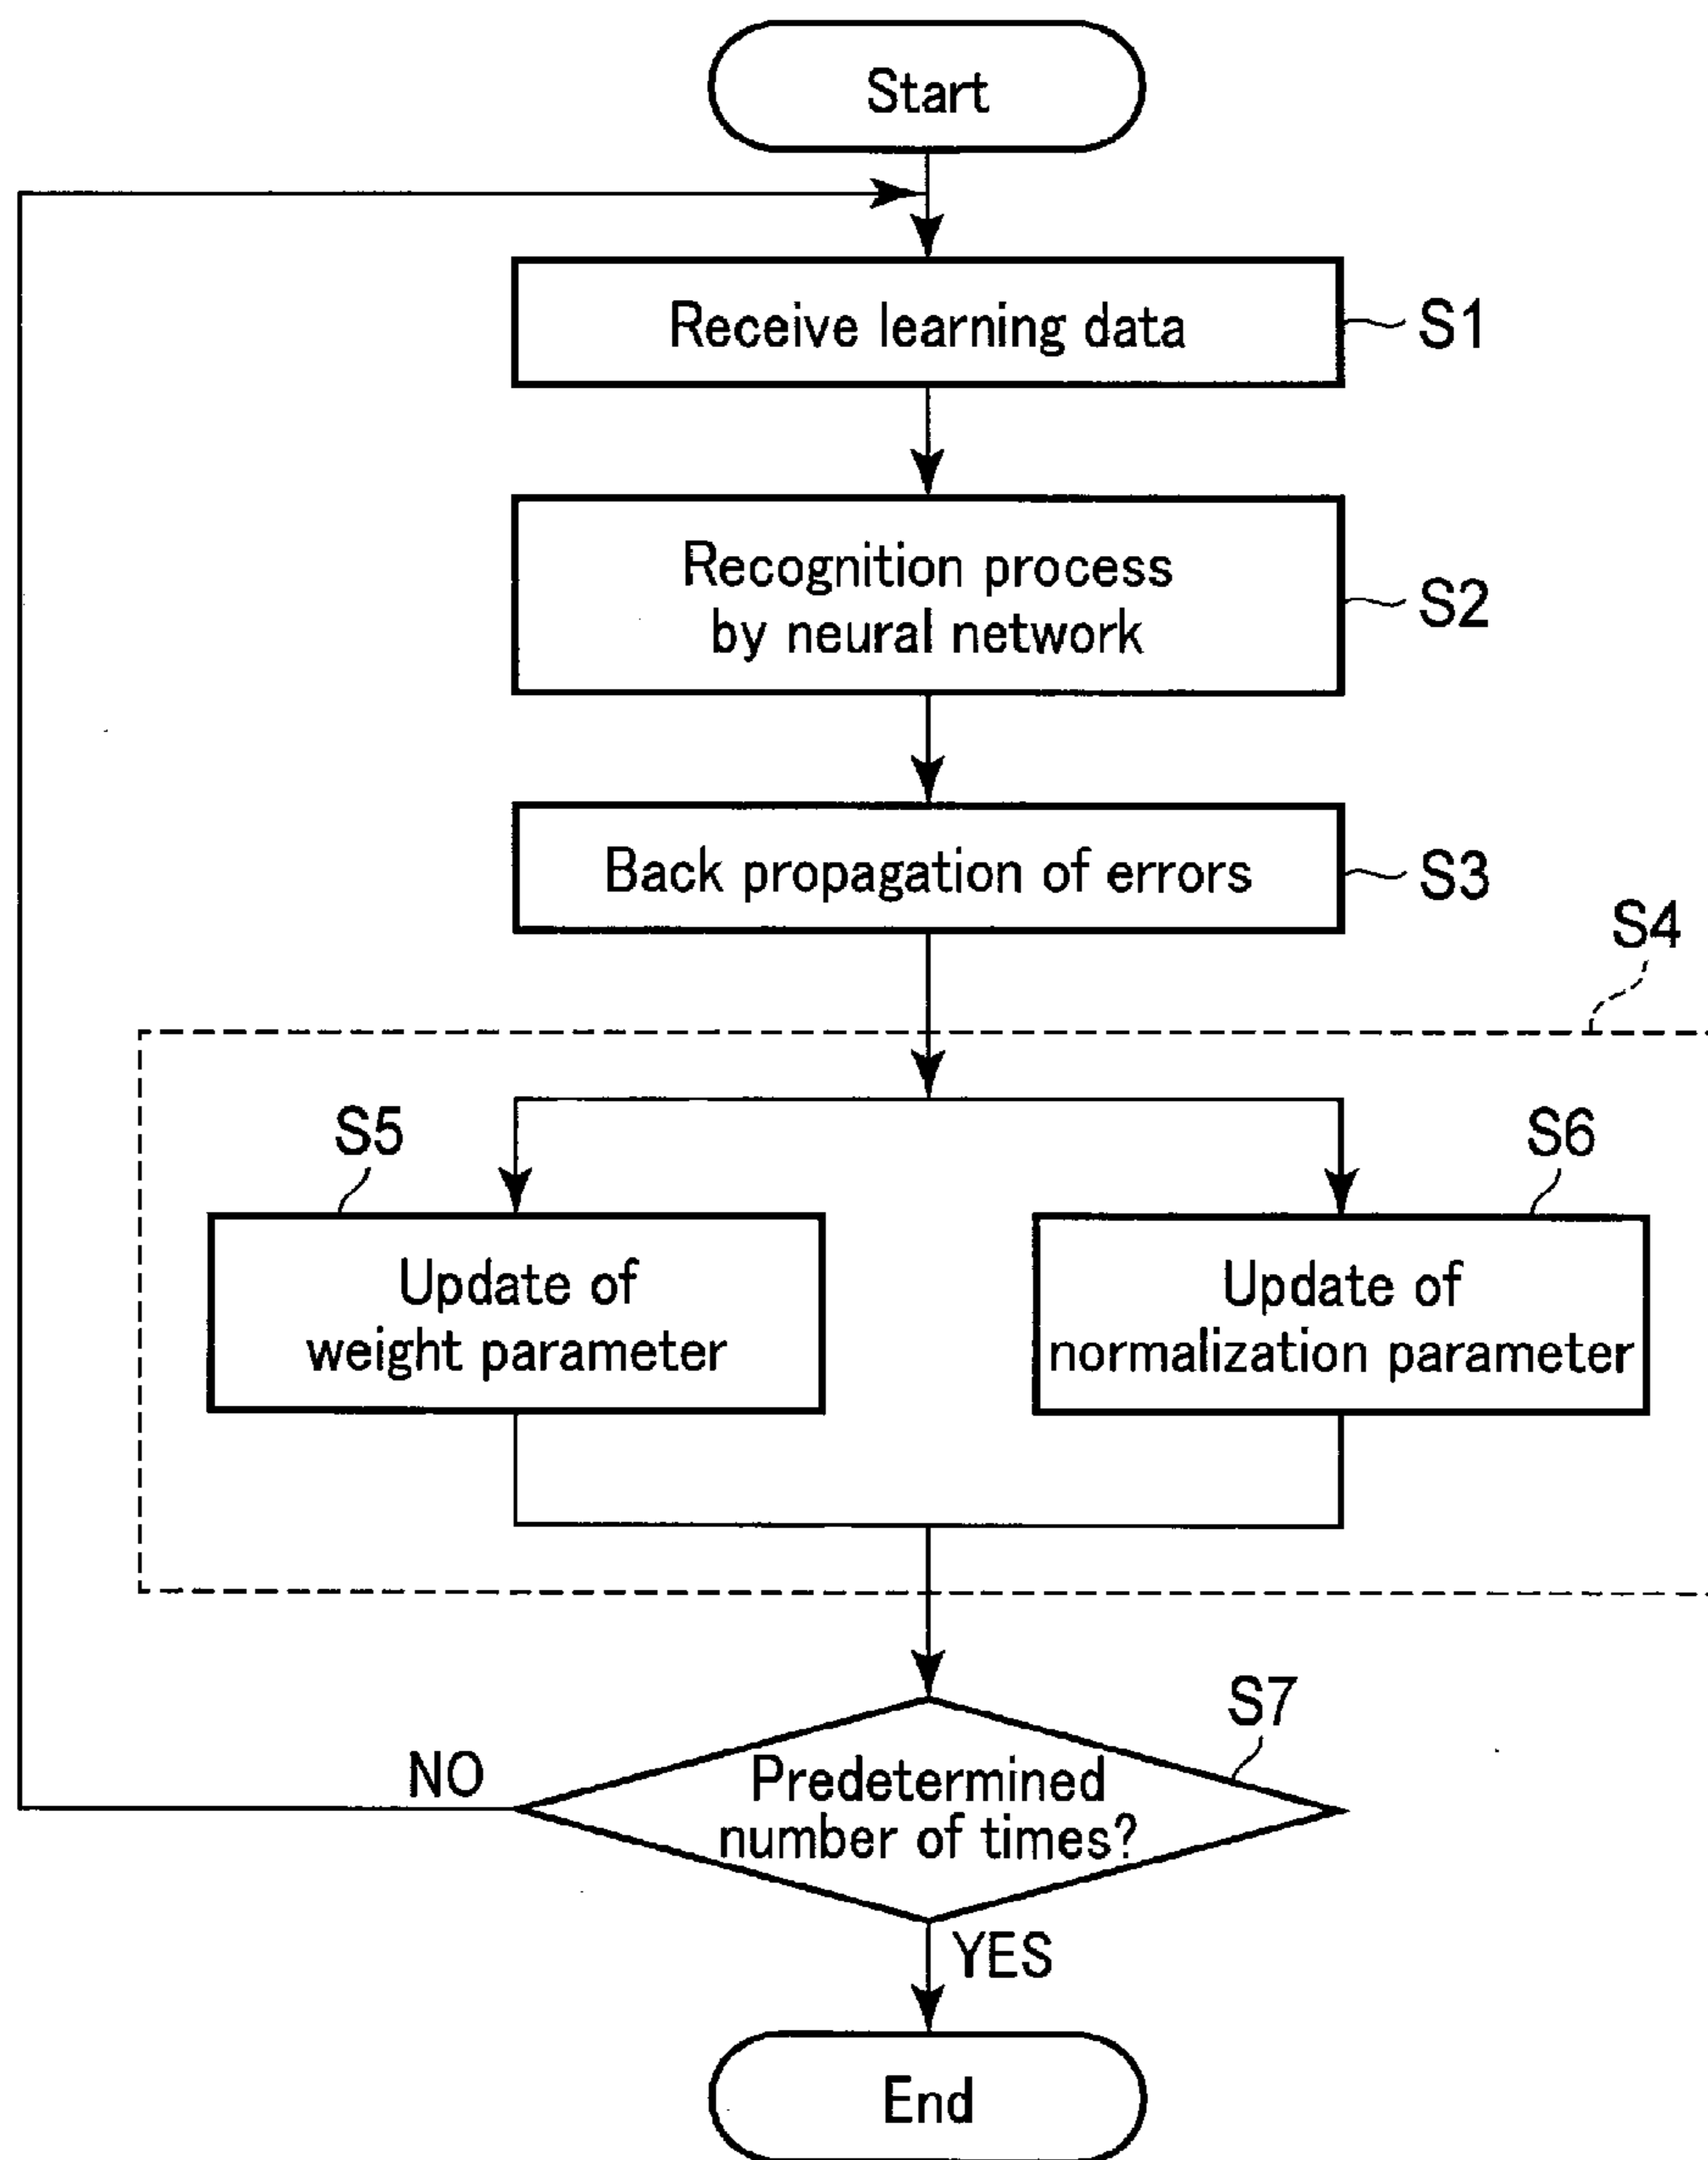 Start
Receive learning data
S1
Recognition process
by neural network
S2
Back propagation of errors
S3
S4
S5
S6
Update of
weight parameter
Update of
normalization parameter
S7
NO
Predetermined
number of times?
YES
End